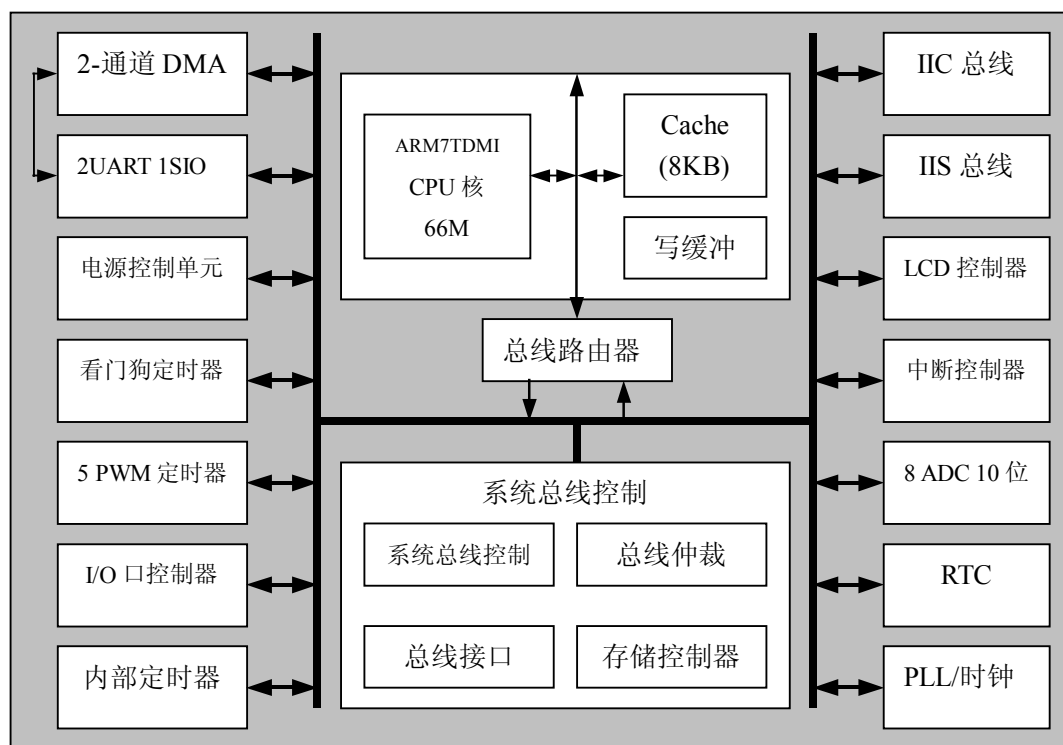 2-通道 DMA
2UART 1SIO
电源控制单元
看门狗定时器
5 PWM 定时器
I/O 口控制器
内部定时器
ARM7TDMI
CPU 核
66M
Cache
(8KB)
写缓冲
总线路由器
系统总线控制
系统总线控制
总线仲裁
总线接口
存储控制器
IIC 总线
IIS 总线
LCD 控制器
中断控制器
8 ADC 10 位
RTC
PLL/时钟